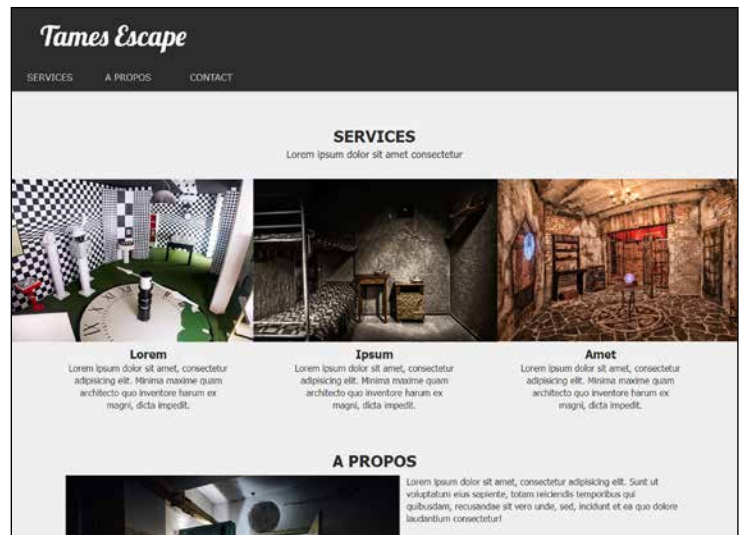 Tames Escape
SERVICES A PROPOS CONTACT
SERVICES
Lorem ipsum dolor sit amet consectetur
Lorem
Lorem ipsum dolor sit amet, consectetur
adipisicing elit. Minima maxime quam
architecto quo inventore harum ex
magni, dicta impedit.
Ipsum
Lorem ipsum dolor sit amet, consectetur
adipisicing elit. Minima maxime quam
architecto quo inventore harum ex
magni, dicta impedit.
Amet
Lorem ipsum dolor sit amet, consectetur
adipisicing elit. Minima maxime quam
architecto quo inventore harum ex
magni, dicta impedit.
A PROPOS
Lorem ipsum dolor sit amet, consectetur adipisicing elit. Sunt ut
voluptatum eius sapiente, totam reiciendis temporibus qui
quibusdam, recusandae sit vero unde, sed, incidunt et ea quo dolore
laudantium consectetur!